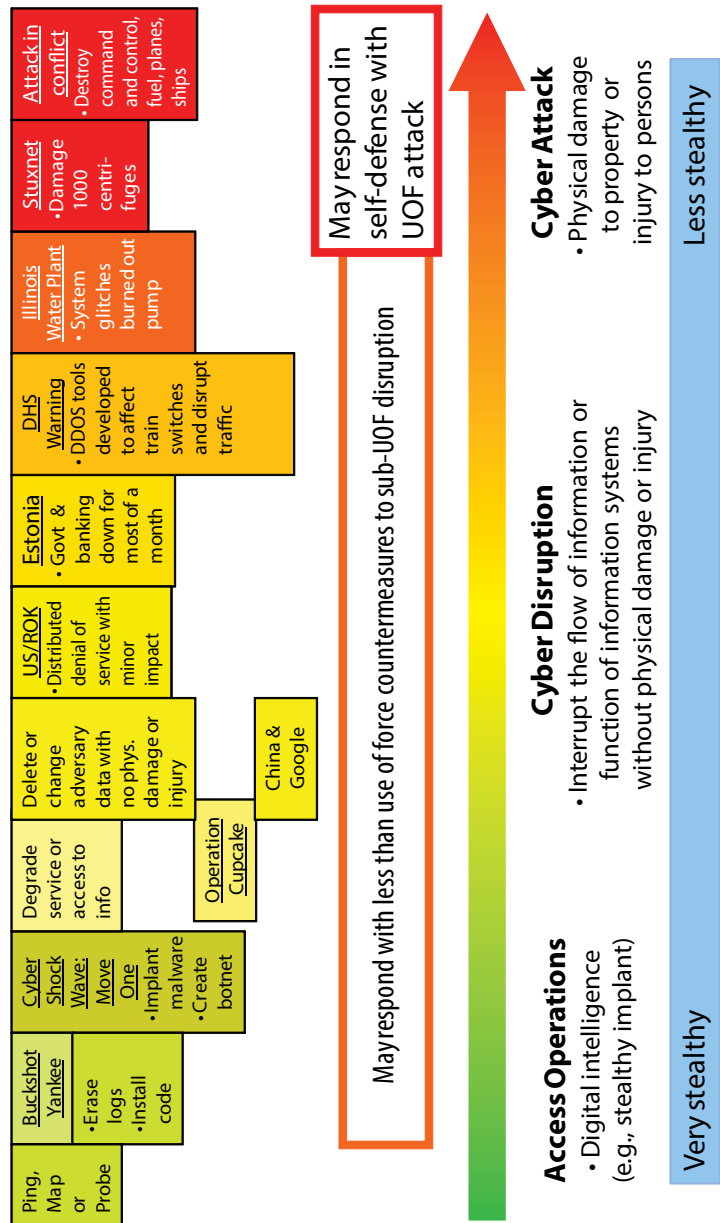 Ping,
Map
or
Probe
Buckshot
Yankee
• Erase
logs
• Install
code
Cyber
Shock
Wave:
Move
One
• Implant
malware
• Create
botnet
Degrade
service or
access to
info
Operation
Cupcake
Delete or
change
adversary
data with
no phys.
damage or
injury
China &
Google
US/ROK
• Distributed
denial of
service with
minor
impact
Estonia
• Govt &
banking
down for
most of a
month
DHS
Warning
• DDOS tools
developed
to affect
train
switches
and disrupt
traffic
Illinois
Water Plant
• System
glitches
burned out
pump
Stuxnet
• Damage
1000
centri-
fuges
Attack in
conflict
• Destroy
command
and control,
fuel, planes,
ships
May respond with less than use of force countermeasures to sub-UOF disruption
May respond in
self-defense with
UOF attack
Access Operations
• Digital intelligence
(e.g., stealthy implant)
Cyber Disruption
• Interrupt the flow of information or
function of information systems
without physical damage or injury
Cyber Attack
• Physical damage
to property or
injury to persons
Very stealthy
Less stealthy